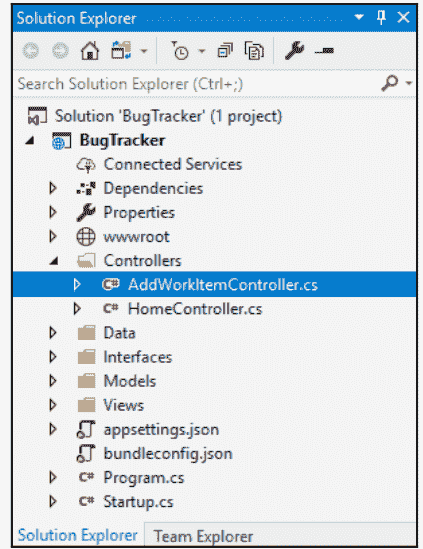 Solution Explorer
Search Solution Explorer (Ctrl+;)
Solution 'BugTracker' (1 project)
BugTracker
Connected Services
Dependencies
Properties
wwwroot
Controllers
C# AddWorkItemController.cs
C# HomeController.cs
Data
Interfaces
Models
Views
appsettings.json
bundleconfig.json
C# Program.cs
C# Startup.cs
Solution Explorer Team Explorer